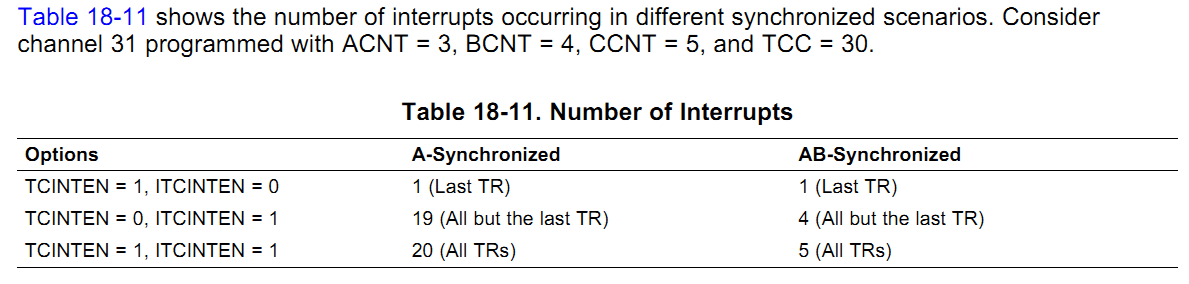 Table 18-11 shows the number of interrupts occurring in different synchronized scenarios. Consider
channel 31 programmed with ACNT = 3, BCNT = 4, CCNT = 5, and TCC = 30.
Table 18-11. Number of Interrupts
Options A-Synchronized AB-Synchronized
TCINTEN = 1, ITCINTEN = 0 1 (Last TR) 1 (Last TR)
TCINTEN = 0, ITCINTEN = 1 19 (All but the last TR) 4 (All but the last TR)
TCINTEN = 1, ITCINTEN = 1 20 (All TRs) 5 (All TRs)